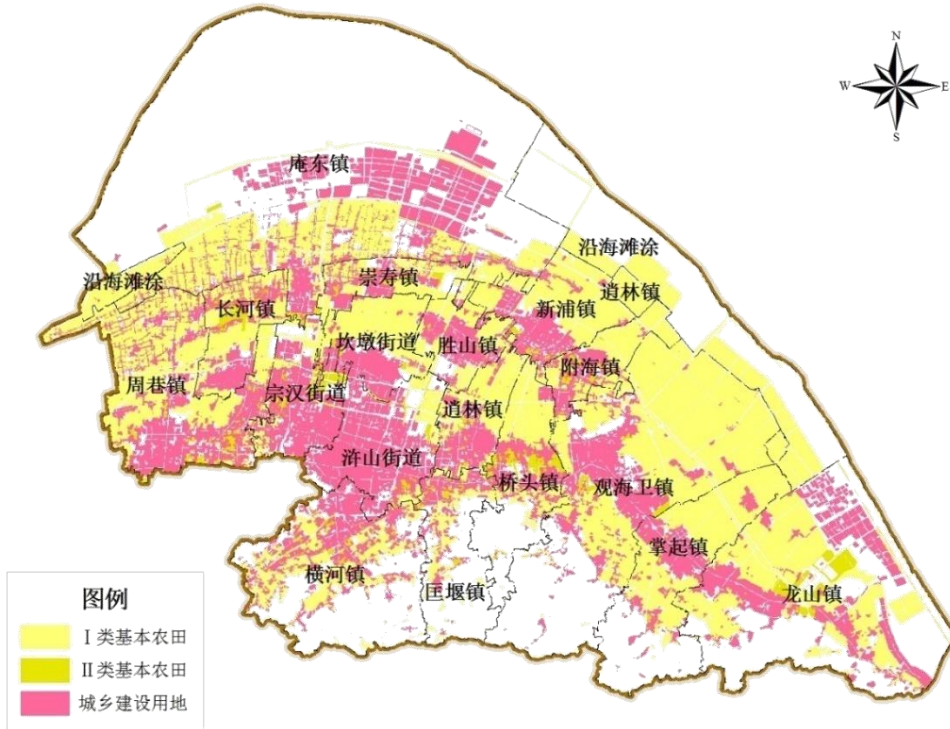 N
W
E
S
庵东镇
沿海滩涂
沿海滩涂
崇寿镇
逍林镇
长河镇
新浦镇
坎墩街道
胜山镇
附海镇
周巷镇
宗汉街道
逍林镇
浒山街道
桥头镇
观海卫镇
掌起镇
横河镇
匡堰镇
龙山镇
图例
Ⅰ类基本农田
Ⅱ类基本农田
城乡建设用地